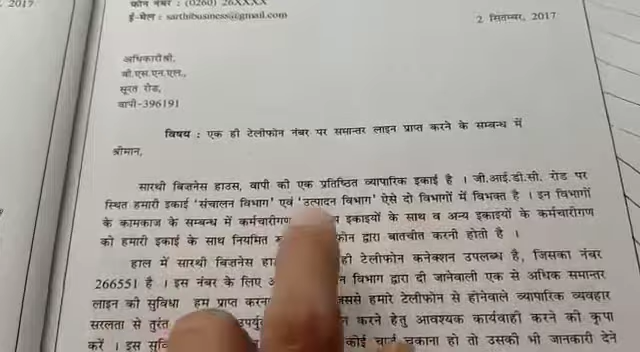 2017
फोन नंबर : (0260) 26XXXX
ई-मेल : sarthibusiness@gmail.com
2 सितम्बर, 2017
अधिकारीश्री,
बी.एस.एन.एल.,
सूरत रोड,
वापी-396191
विषय : एक ही टेलीफोन नंबर पर समान्तर लाइन प्राप्त करने के सम्बन्ध में
श्रीमान,
सारथी बिज़नेस हाउस, वापी की एक प्रतिष्ठित व्यापारिक इकाई है । जी.आई.डी.सी. रोड पर
स्थित हमारी इकाई 'संचालन विभाग' एवं 'उत्पादन विभाग' ऐसे दो विभागों में विभक्त है । इन विभागों
के कामकाज के सम्बन्ध में कर्मचारीगण इकाइयों के साथ व अन्य इकाइयों के कर्मचारीगण
को हमारी इकाई के साथ नियमित द्वारा बातचीत करनी होती है ।
हाल में सारथी बिज़नेस ही टेलीफोन कनेक्शन उपलब्ध है, जिसका नंबर
266551 है । इस नंबर के लिए विभाग द्वारा दी जानेवाली एक से अधिक समान्तर
लाइन की सुविधा हम प्राप्त हमारे टेलीफोन से होनेवाले व्यापारिक व्यवहार
सरलता से करने हेतु आवश्यक कार्यवाही करने की कृपा
करें । इस कोई चार्ज चुकाना हो तो उसकी भी जानकारी देने